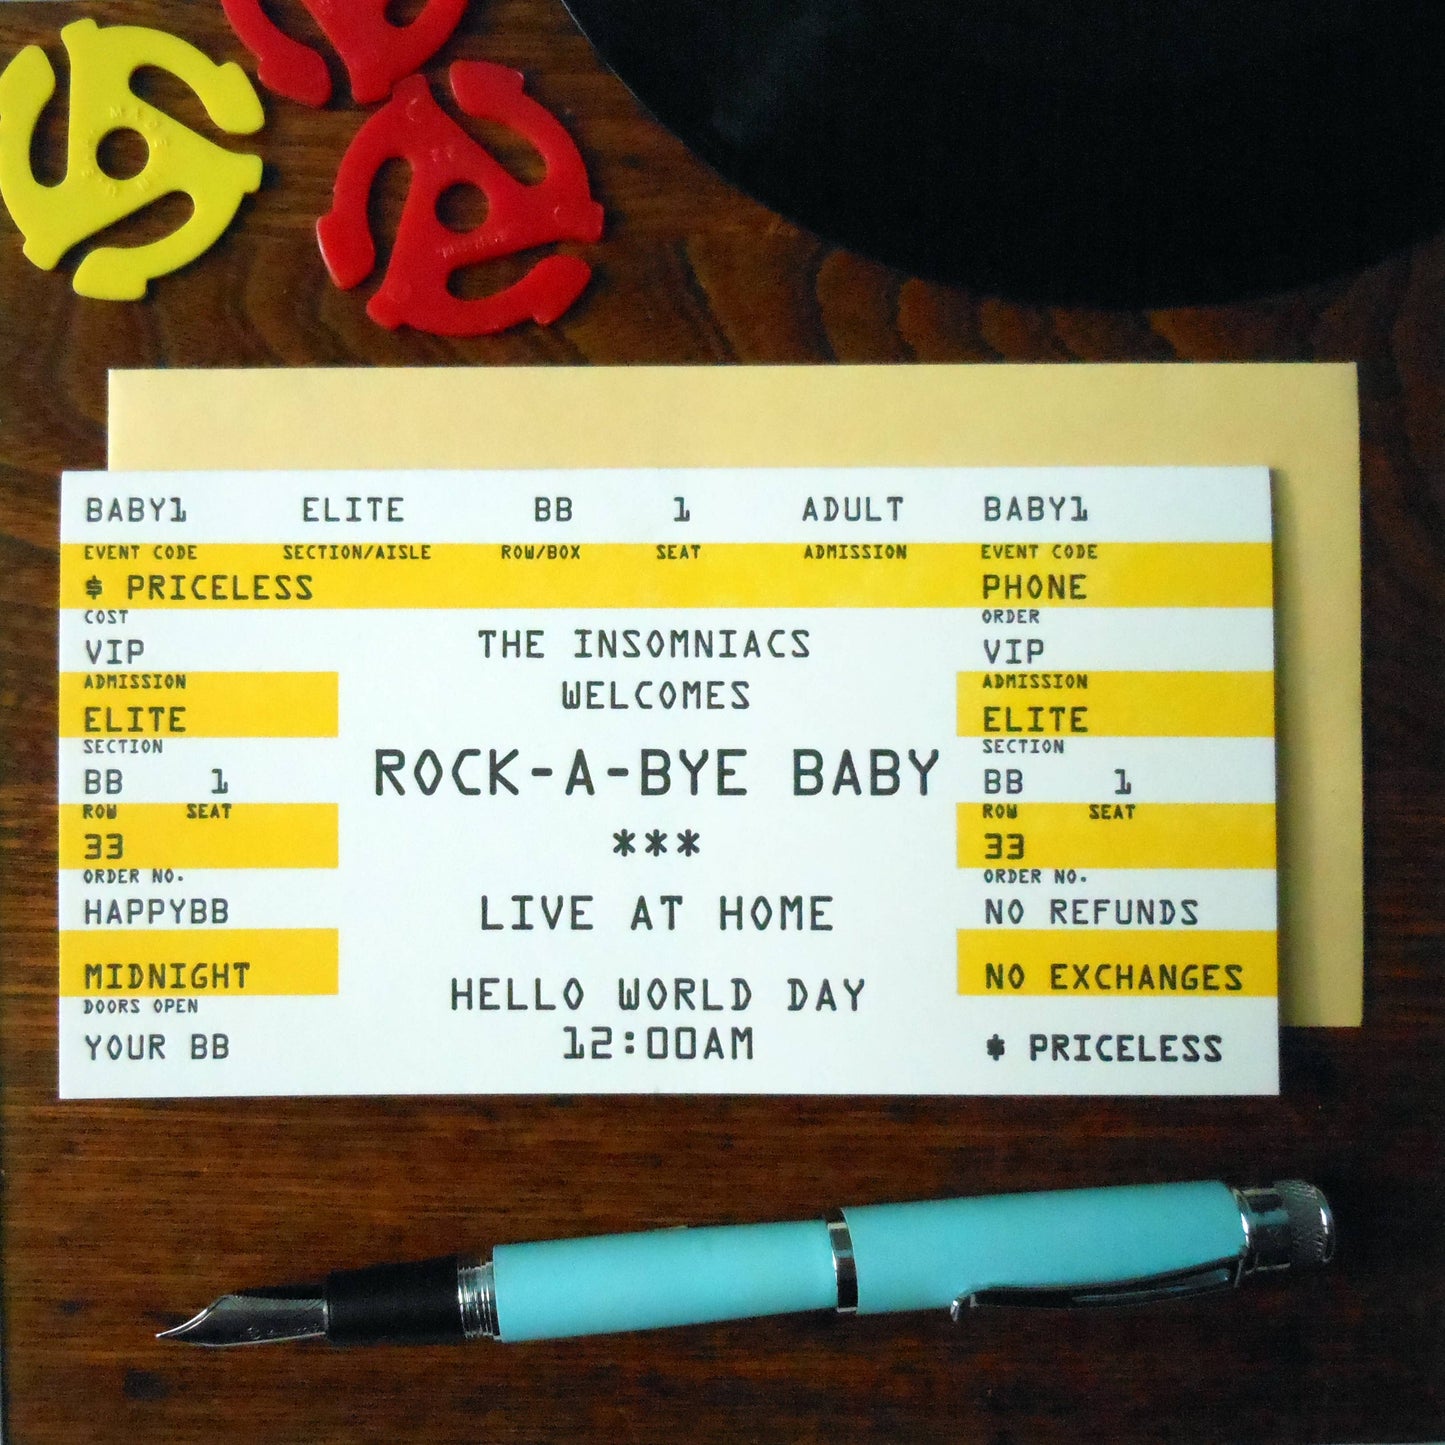 BABY1 ELITE BB 1 ADULT BABY1
EVENT CODE SECTION/AISLE ROW/BOX SEAT ADMISSION EVENT CODE
$ PRICELESS PHONE
COST ORDER
VIP THE INSOMNIACS VIP
ADMISSION WELCOMES ADMISSION
ELITE ELITE
SECTION SECTION
BB 1 ROCK-A-BYE BABY BB 1
ROW SEAT ROW SEAT
33 *** 33
ORDER NO. ORDER NO.
HAPPYBB LIVE AT HOME NO REFUNDS
MIDNIGHT HELLO WORLD DAY NO EXCHANGES
DOORS OPEN
YOUR BB 12:00AM $ PRICELESS